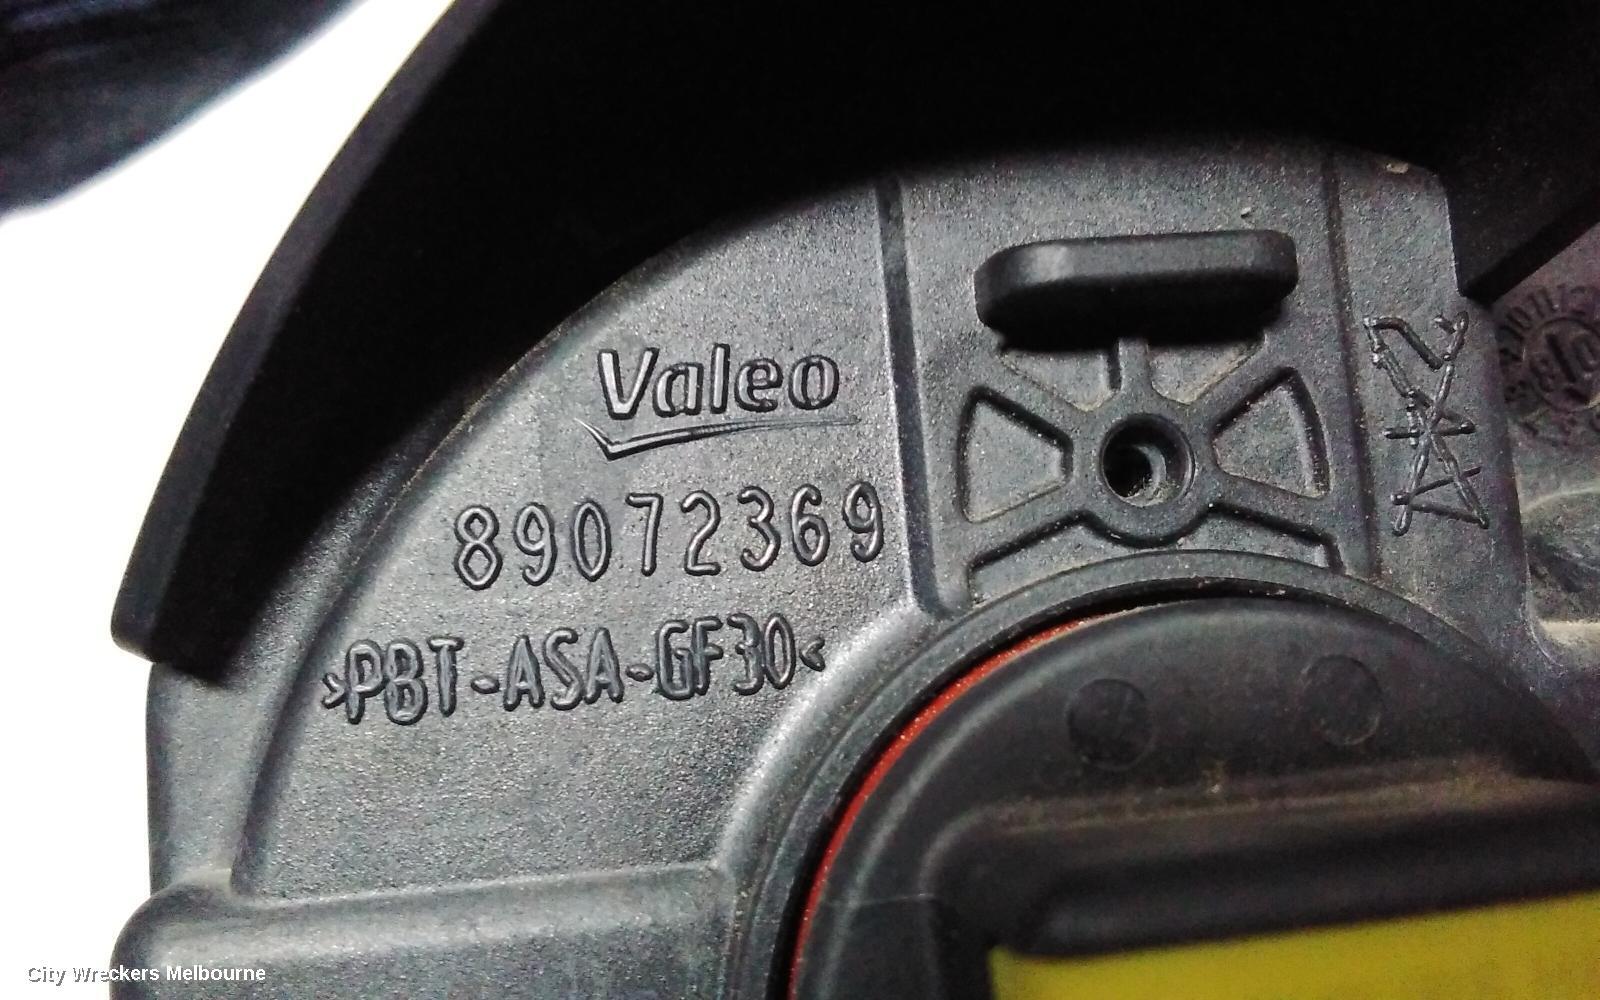 Valeo
89072369
>PBT-ASA-GF30<
City Wreckers Melbourne